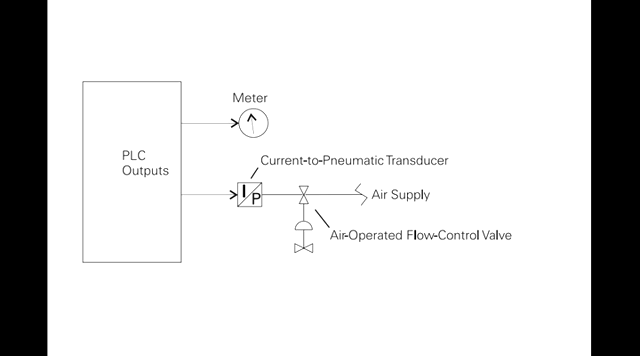 Meter
PLC
Outputs
Current-to-Pneumatic Transducer
I
P
Air Supply
Air-Operated Flow-Control Valve